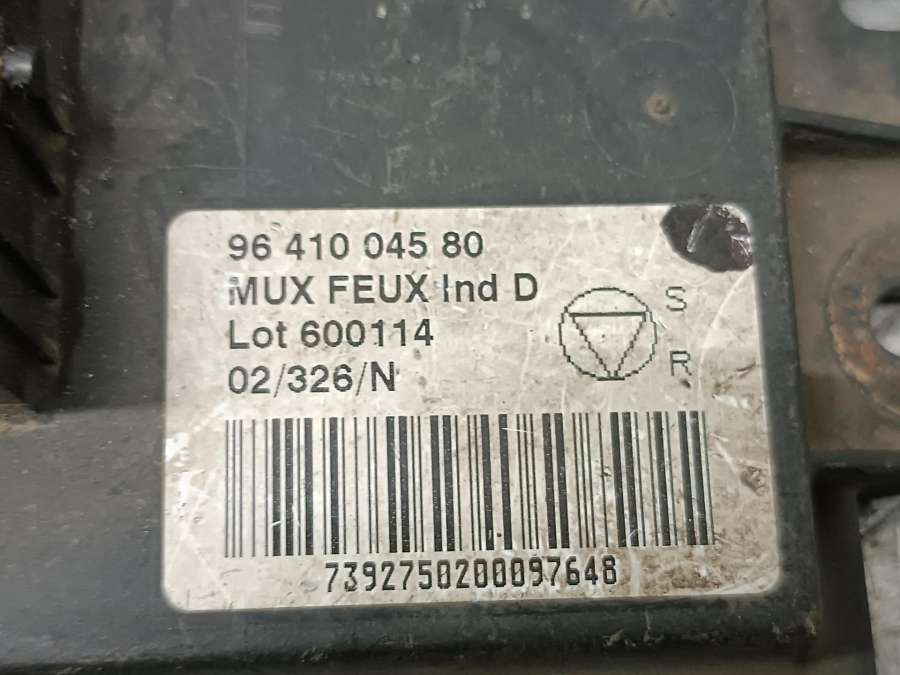 96 410 045 80
MUX FEUX Ind D
Lot 600114
02/326/N
S
R
7392750200097648